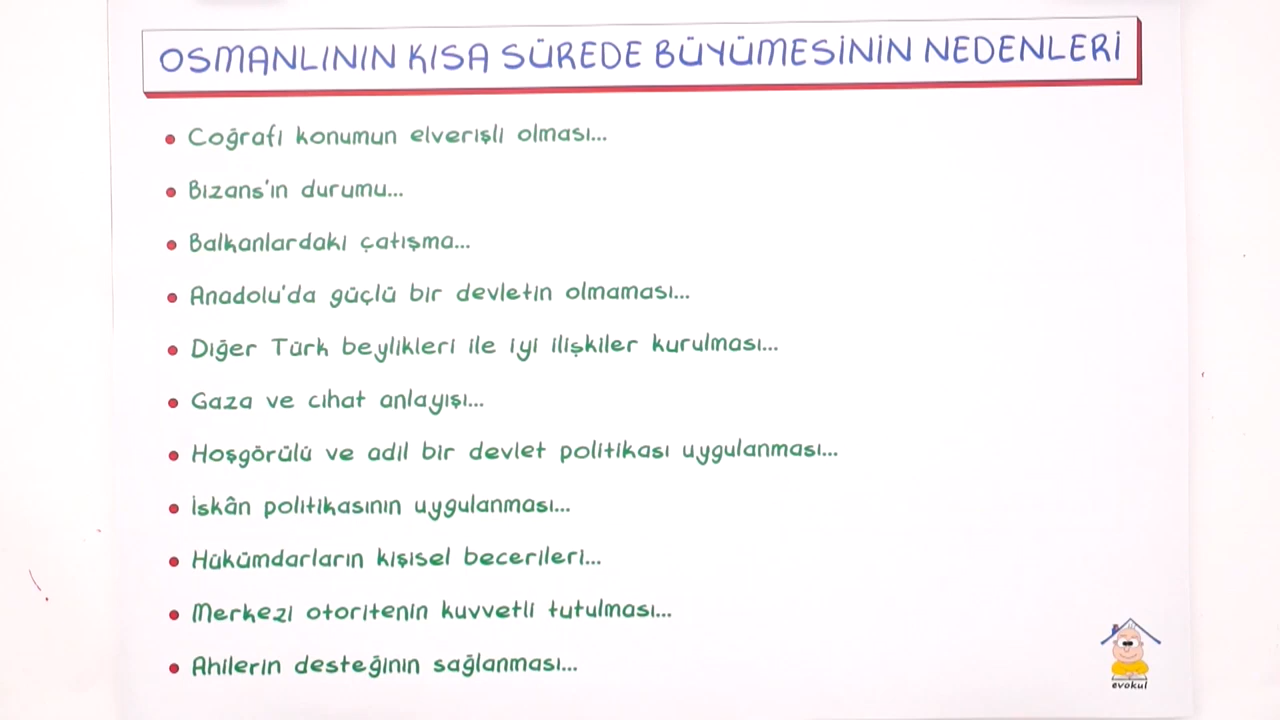 OSMANLININ KISA SÜREDE BÜYÜMESİNİN NEDENLERİ
• Coğrafi konumun elverişli olması...
• Bizans'ın durumu...
• Balkanlardaki çatışma...
• Anadolu'da güçlü bir devletin olmaması...
• Diğer Türk beylikleri ile iyi ilişkiler kurulması...
• Gaza ve cihat anlayışı...
• Hoşgörülü ve adil bir devlet politikası uygulanması...
• İskân politikasının uygulanması...
• Hükümdarların kişisel becerileri...
• Merkezi otoritenin kuvvetli tutulması...
• Ahilerin desteğinin sağlanması...
evokul